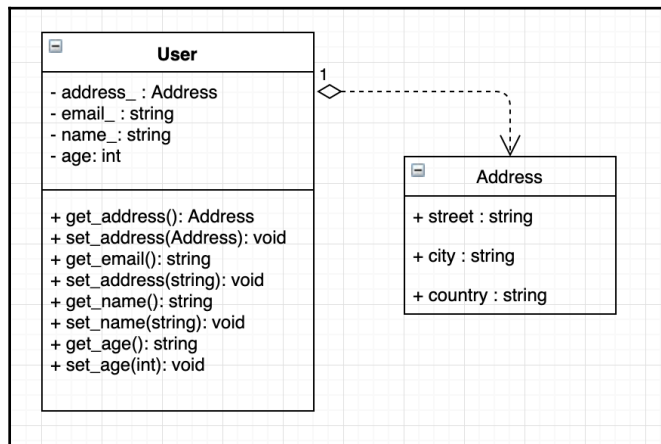 User
- address_ : Address
- email_ : string
- name_: string
- age: int
+ get_address(): Address
+ set_address(Address): void
+ get_email(): string
+ set_address(string): void
+ get_name(): string
+ set_name(string): void
+ get_age(): string
+ set_age(int): void
1
Address
+ street : string
+ city : string
+ country : string